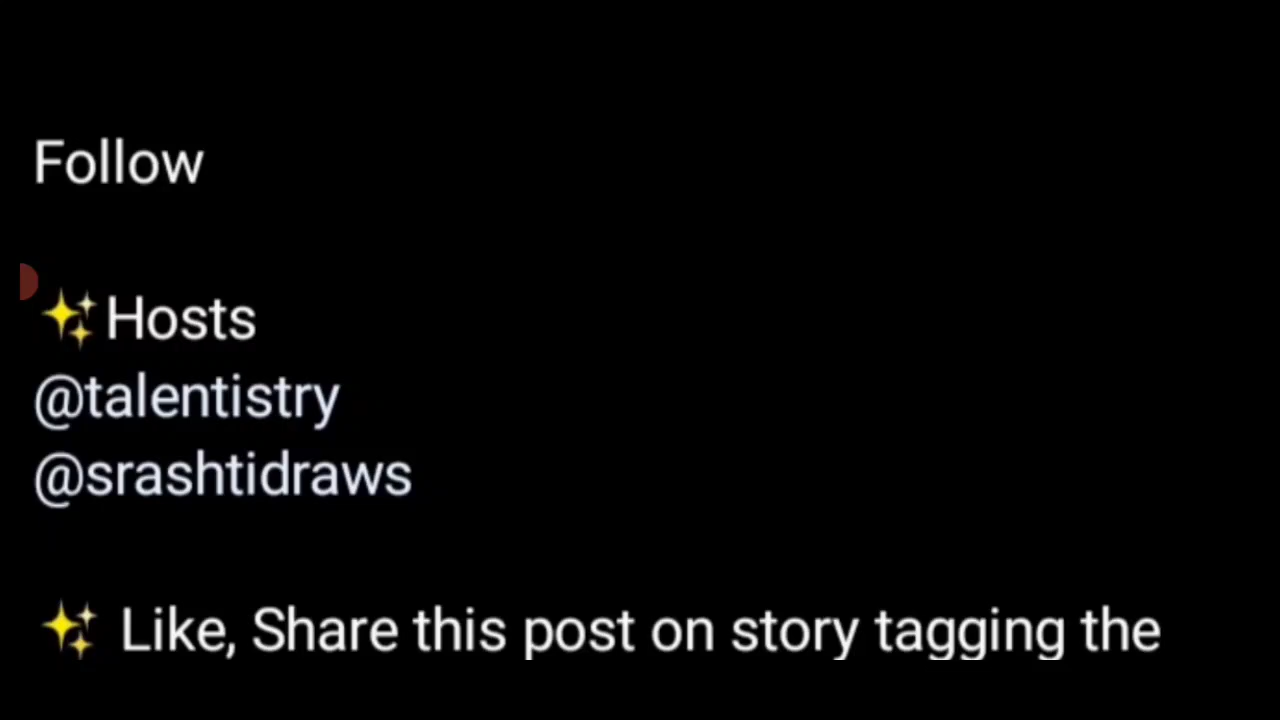 Follow
✨Hosts
@talentistry
@srashtidraws
✨ Like, Share this post on story tagging the